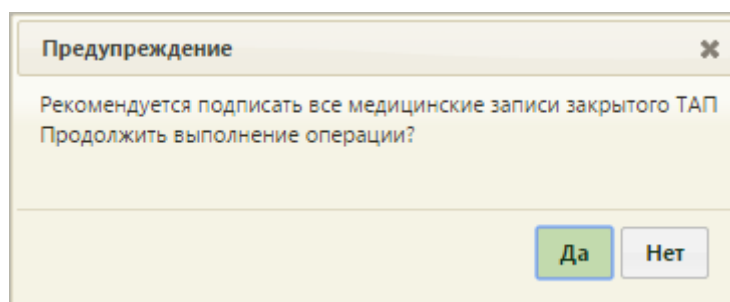 Предупреждение
Рекомендуется подписать все медицинские записи закрытого ТАП
Продолжить выполнение операции?
Да Нет